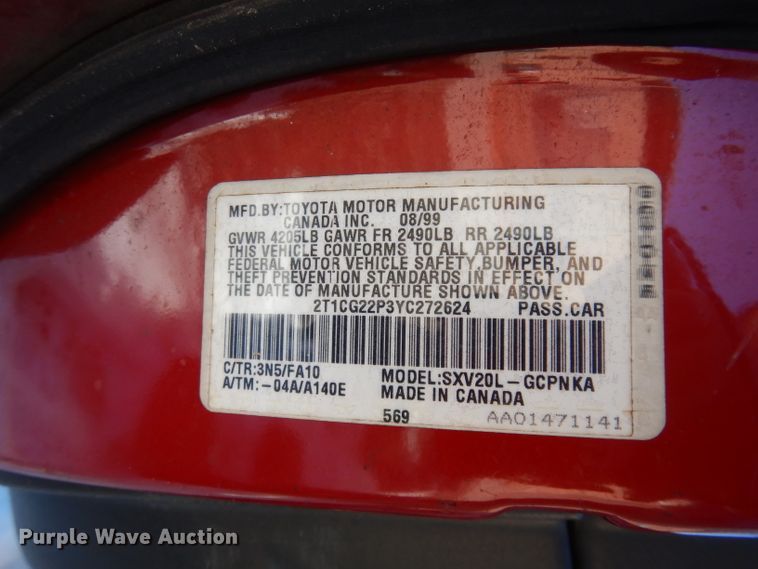 MFD.BY:TOYOTA MOTOR MANUFACTURING
CANADA INC. 08/99
GVWR 4205LB GAWR FR 2490LB RR 2490LB
THIS VEHICLE CONFORMS TO ALL APPLICABLE
FEDERAL MOTOR VEHICLE SAFETY,BUMPER, AND
THEFT PREVENTION STANDARDS IN EFFECT ON
THE DATE OF MANUFACTURE SHOWN ABOVE.
2T1CG22P3YC272624 PASS.CAR
C/TR:3N5/FA10 MODEL:SXV20L-GCPNKA
A/TM:-04A/A140E MADE IN CANADA
569 AA01471141
Purple Wave Auction